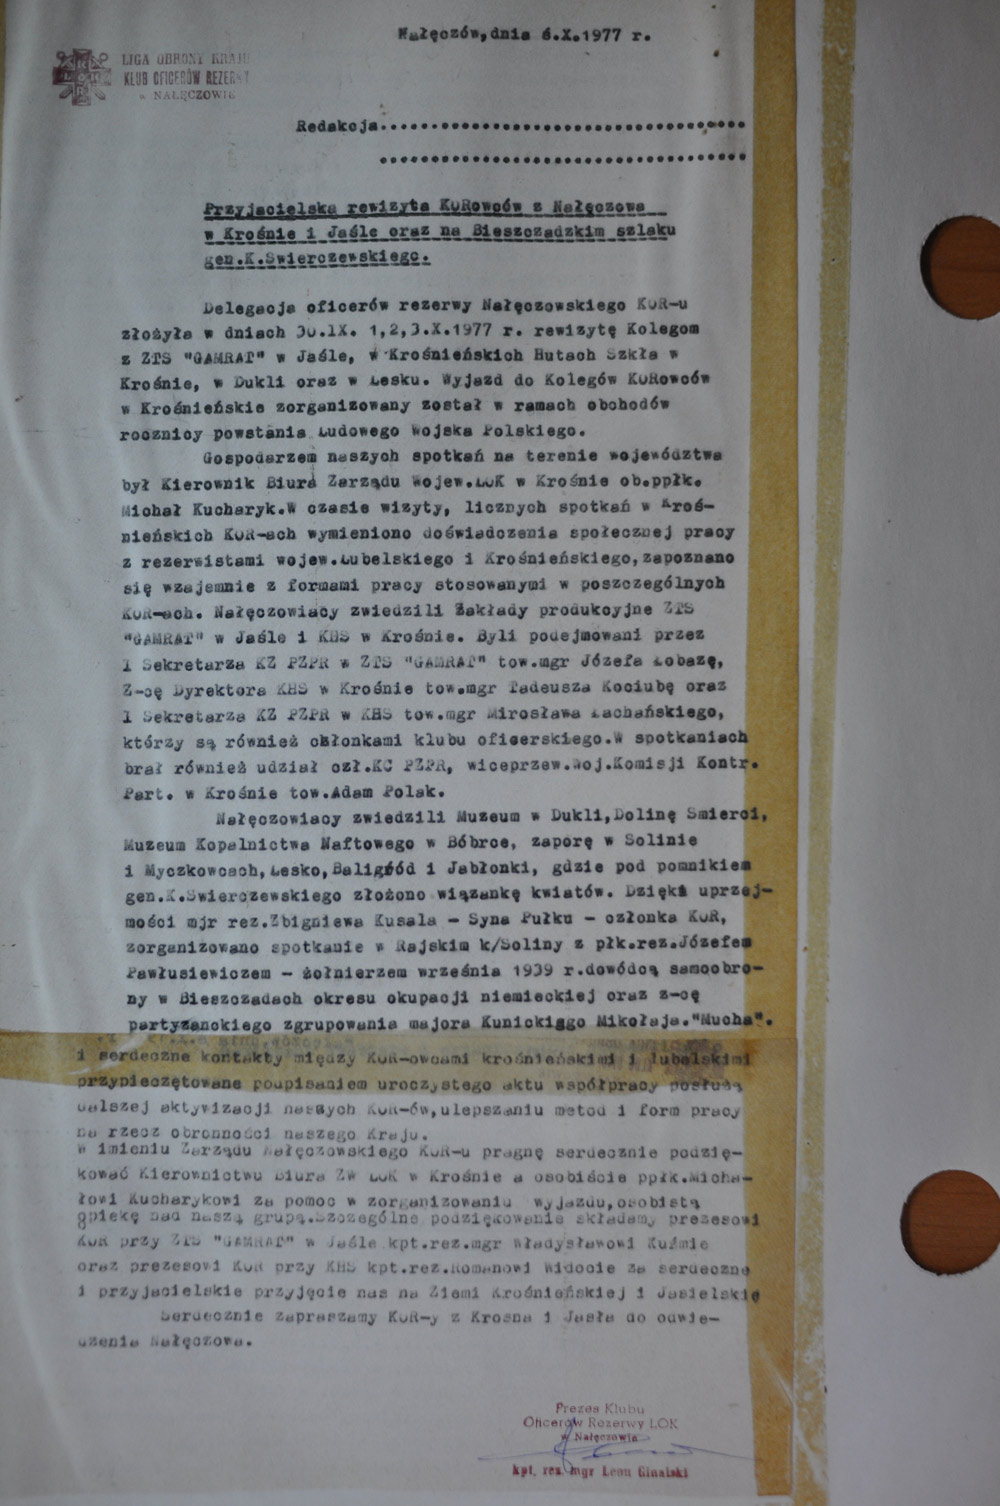 Nałęczów,dnia 6.X.1977 r.
LIGA OBRONY KRAJU
KLUB OFICERÓW REZERWY
w NAŁĘCZOWIE
Redakcja.....................................
.....................................
Przyjacielska rewizyta KORowców z Nałęczowa
w Krośnie i Jaśle oraz na Bieszczadzkim szlaku
gen.K.Swierczewskiego.
Delegacja oficerów rezerwy Nałęczowskiego KOR-u
złożyła w dniach 30.IX. 1,2,3.X.1977 r. rewizytę Kolegom
z ZTS "GAMRAT" w Jaśle, w Krośnieńskich Hutach Szkła w
Krośnie, w Dukli oraz w Lesku. Wyjazd do Kolegów KORowców
w Krośnieńskie zorganizowany został w ramach obchodów
rocznicy powstania Ludowego Wojska Polskiego.
Gospodarzem naszych spotkań na terenie województwa
był Kierownik Biura Zarządu Wojew.LOK w Krośnie ob.ppłk.
Michał Kucharyk.W czasie wizyty, licznych spotkań w Kroś-
nieńskich KOR-ach wymieniono doświadczenia społecznej pracy
z rezerwistami wojew.Lubelskiego i Krośnieńskiego,zapoznano
się wzajemnie z formami pracy stosowanymi w poszczególnych
KOR-ach. Nałęczowiacy zwiedzili Zakłady produkcyjne ZTS
"GAMRAT" w Jaśle i KHS w Krośnie. Byli podejmowani przez
I Sekretarza KZ PZPR w ZTS "GAMRAT" tow.mgr Józefa Łobazę,
Z-cę Dyrektora KHS w Krośnie tow.mgr Tadeusza Kociubę oraz
I Sekretarza KZ PZPR w KHS tow.mgr Mirosława Lachańskiego,
którzy są również członkami klubu oficerskiego.W spotkaniach
brał również udział czł.KC PZPR, wiceprzew.Woj.Komisji Kontr.
Part. w Krośnie tow.Adam Polak.
Nałęczowiacy zwiedzili Muzeum w Dukli,Dolinę Smierci,
Muzeum Kopalnictwa Naftowego w Bóbrce, zaporę w Solinie
i Myczkowcach,Lesko,Baligród i Jabłonki, gdzie pod pomnikiem
gen.K.Swierczewskiego złożono wiązankę kwiatów. Dzięki uprzej-
mości mjr rez.Zbigniewa Kusala - Syna Pułku - członka KOR,
zorganizowano spotkanie w Rajskim k/Soliny z płk.rez.Józefem
Pawłusiewiczem - żołnierzem września 1939 r.dowódcą samoobro-
ny w Bieszczadach okresu okupacji niemieckiej oraz z-cę
partyzanckiego zgrupowania majora Kunickiego Mikołaja."Mucha".
i serdeczne kontakty między KOR-owcami krośnieńskimi i lubelskimi
przypieczętowane podpisaniem uroczystego aktu współpracy posłużą
dalszej aktywizacji naszych KOR-ów,ulepszaniu metod i form pracy
na rzecz obronności naszego Kraju.
W imieniu Zarządu Nałęczowskiego KOR-u pragnę serdecznie podzię-
kować Kierownictwu Biura ZW LOK w Krośnie a osobiście ppłk.Micha-
łowi Kucharykowi za pomoc w zorganizowaniu wyjazdu,osobistą
opiekę nad naszą grupą.Szczególne podziękowanie składamy prezesowi
KOR przy ZTS "GAMRAT" w Jaśle kpt.rez.mgr Władysławowi Kuźmie
oraz prezesowi KOR przy KHS kpt.rez.Romanowi Widocie za serdeczne
i przyjacielskie przyjęcie nas na Ziemi Krośnieńskiej i Jasielskię
Serdecznie zapraszamy KOR-y z Krosna i Jasła do odwie-
dzenia Nałęczowa.
Prezes Klubu
Oficerów Rezerwy LOK
w Nałęczowie
kpt. rez. mgr Leon Ginalski